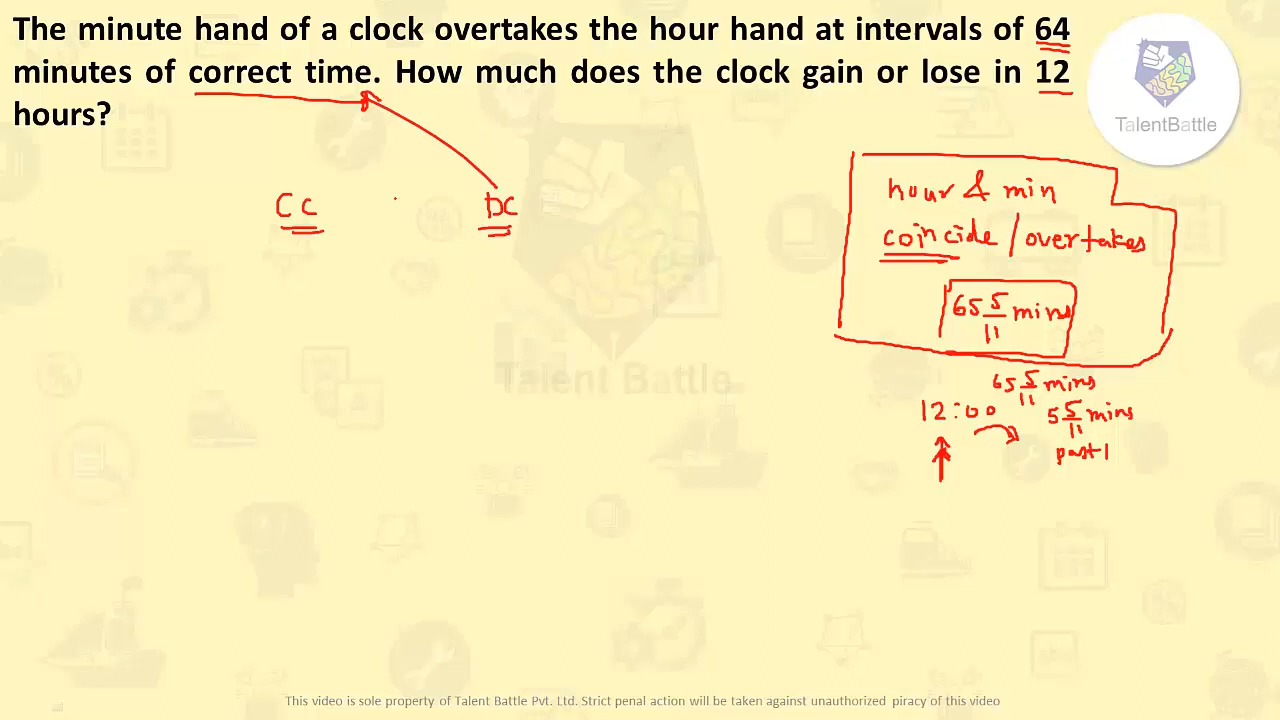 The minute hand of a clock overtakes the hour hand at intervals of 64
minutes of correct time. How much does the clock gain or lose in 12
hours?
TalentBattle
CC DC
hour & min
coincide / overtakes
65 5/11 mins
65 5/11 mins
12:00 5 5/11 mins
past 1
Talent Battle
This video is sole property of Talent Battle Pvt. Ltd. Strict penal action will be taken against unauthorized piracy of this video